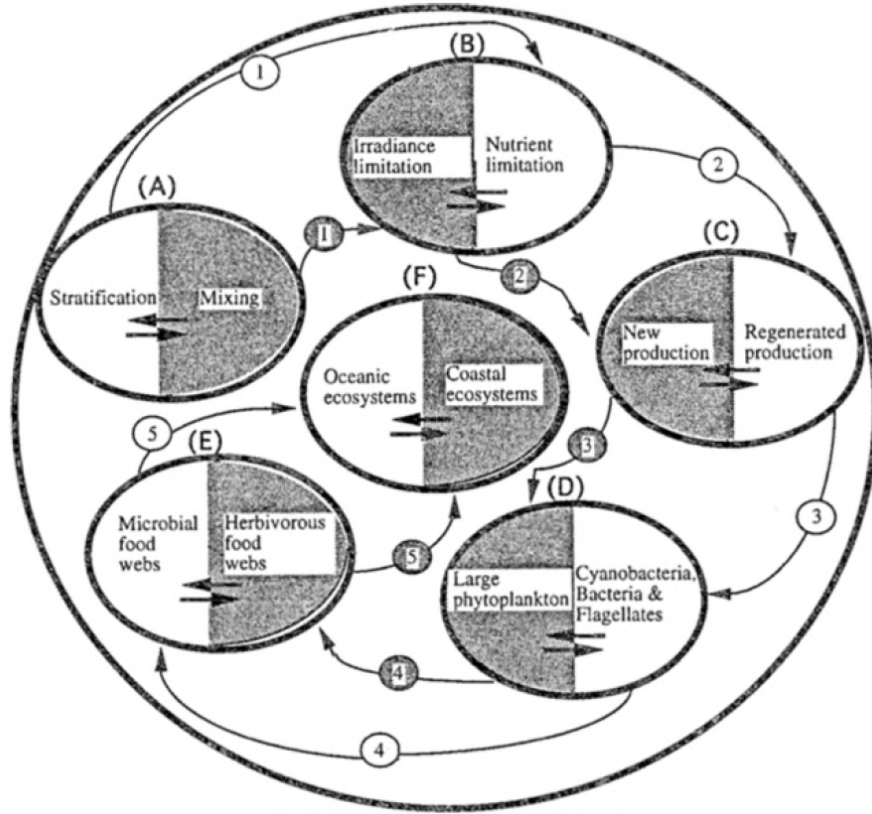 1
(B)
Irradiance
limitation
Nutrient
limitation
2
(A)
Stratification
Mixing
1
2
(C)
New
production
Regenerated
production
(F)
Oceanic
ecosystems
Coastal
ecosystems
3
3
(D)
Large
phytoplankton
Cyanobacteria,
Bacteria &
Flagellates
5
(E)
Microbial
food
webs
Herbivorous
food
webs
5
4
4